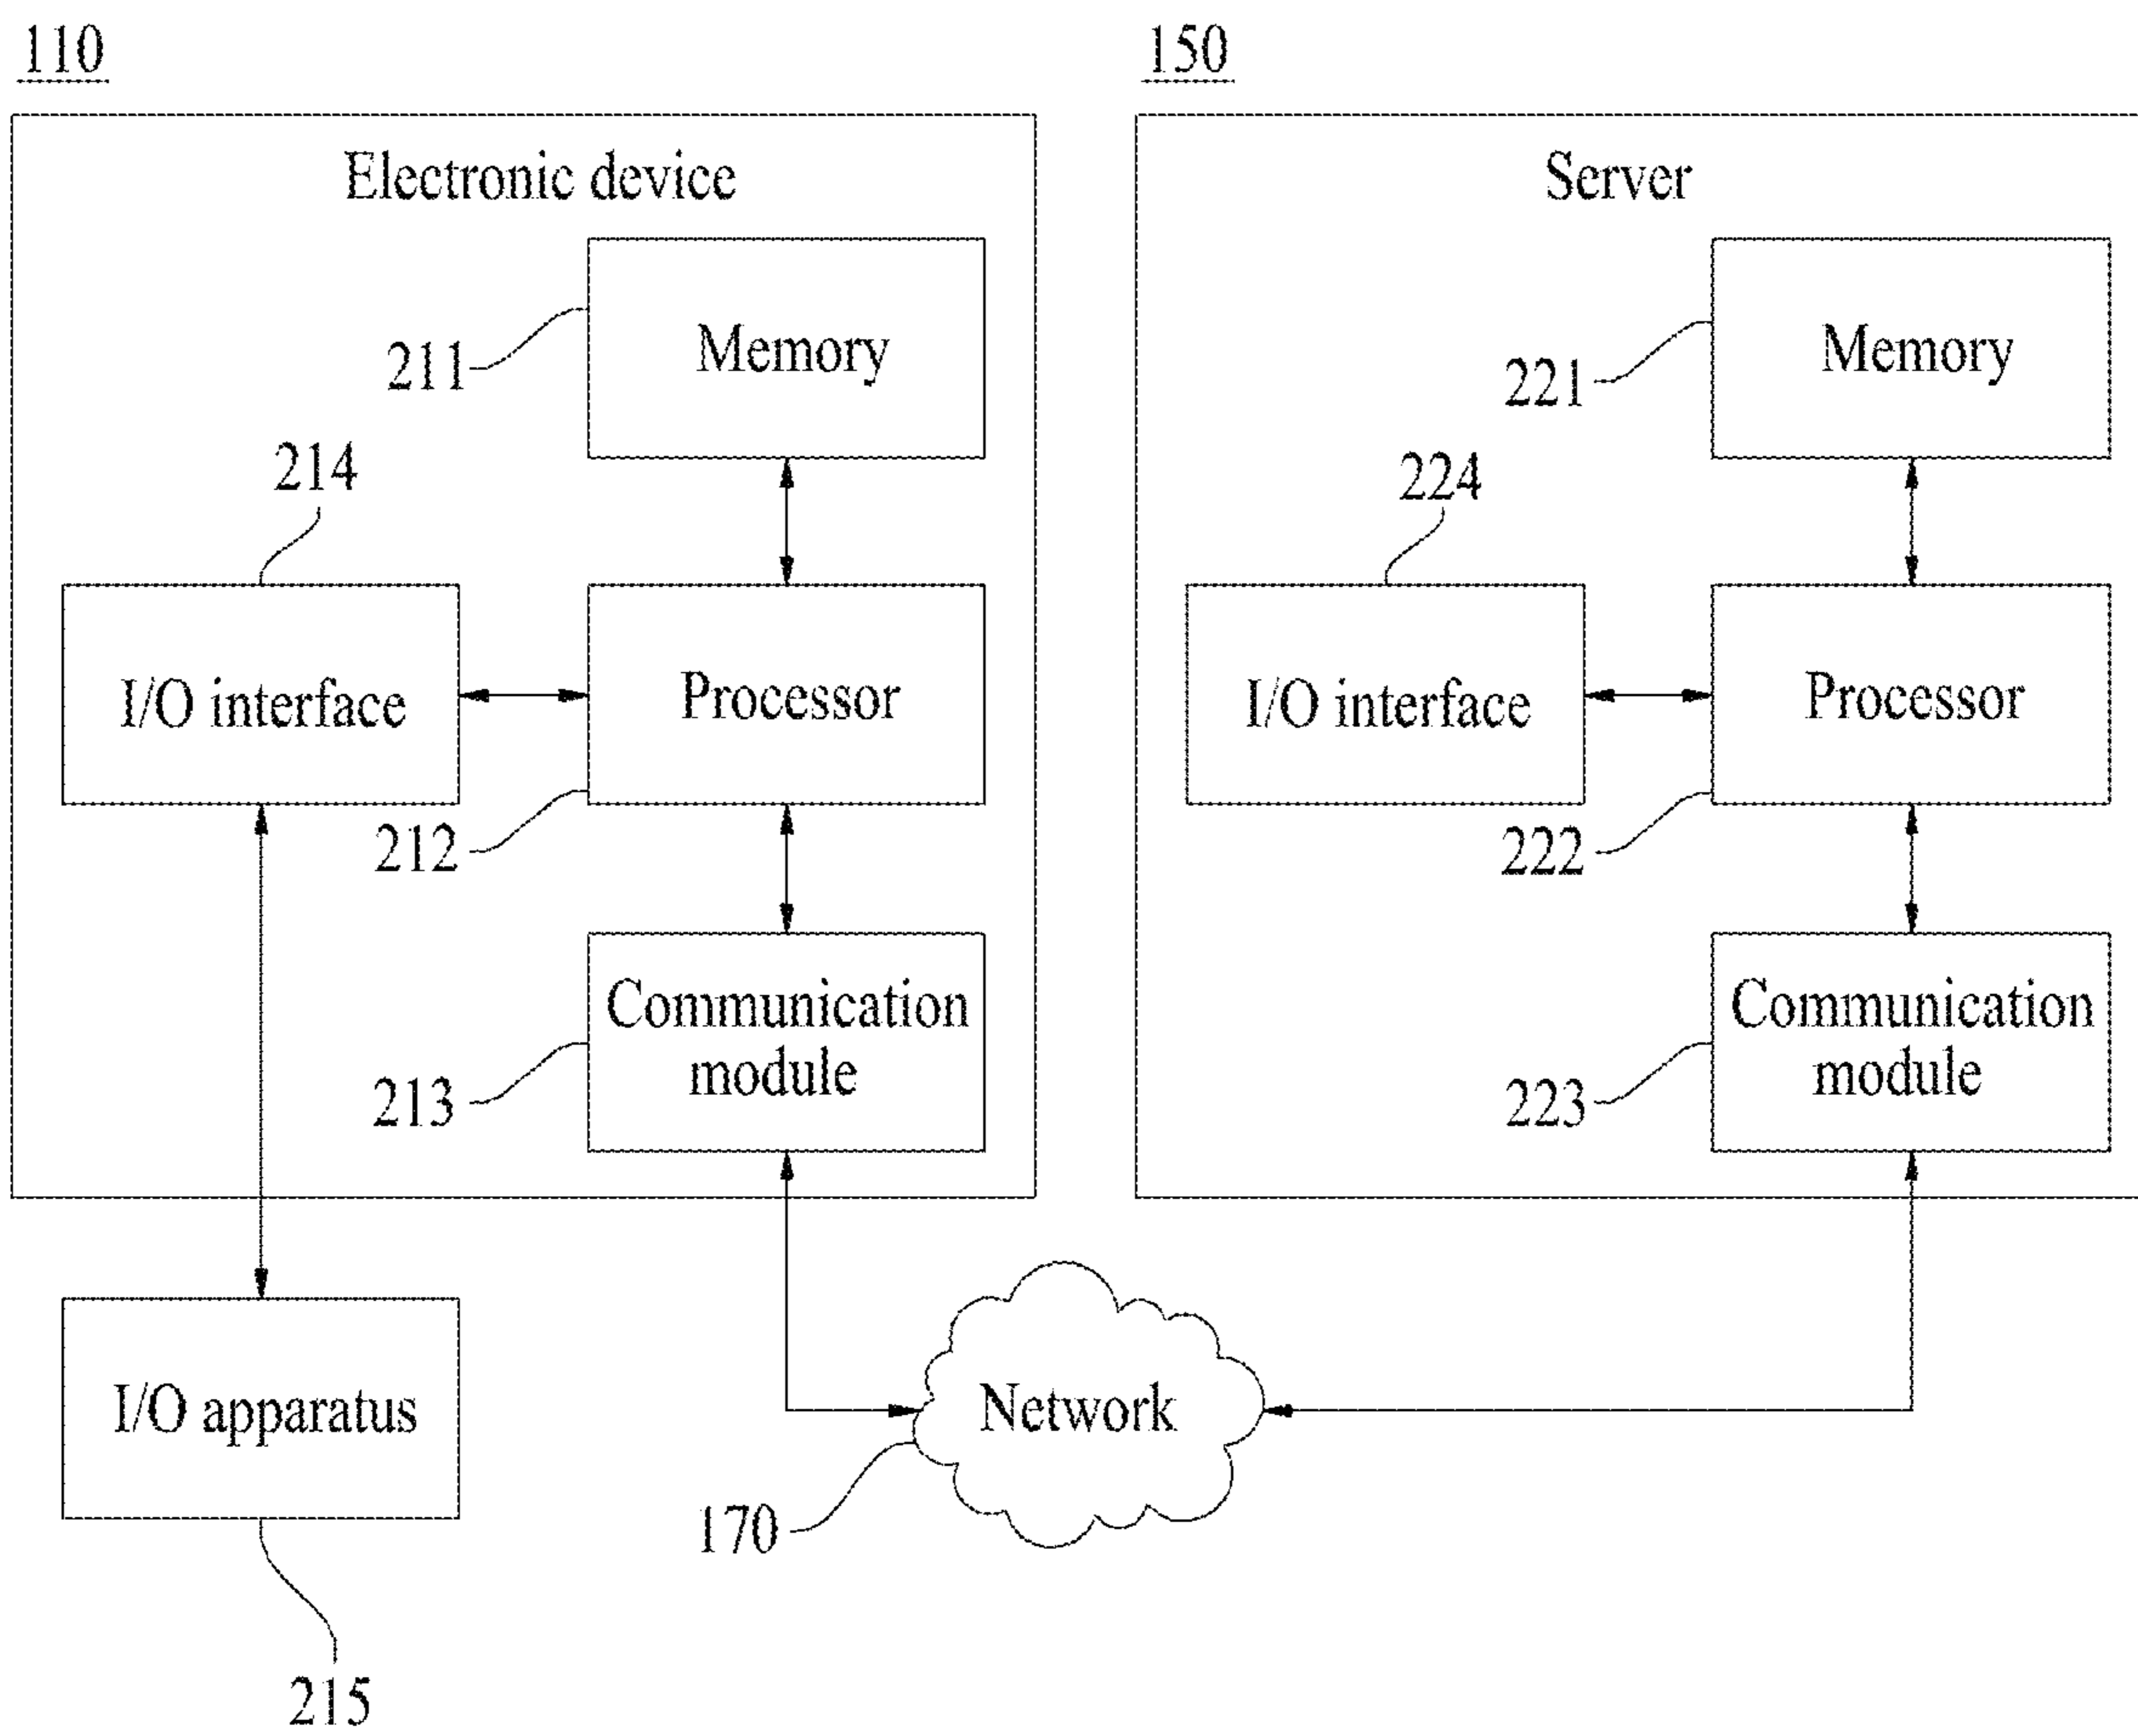 110
150
Electronic device
Server
Memory
211
Memory
221
214
224
I/O interface
Processor
I/O interface
Processor
212
222
Communication
module
213
Communication
module
223
I/O apparatus
Network
170
215